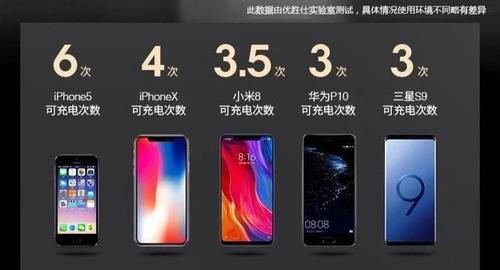 此数据由优胜仕实验室测试，具体情况使用环境不同略有差异
6次
4次
3.5次
3次
3次
iPhone5
iPhoneX
小米8
华为P10
三星S9
可充电次数
可充电次数
可充电次数
可充电次数
可充电次数
8:16
08:08
9